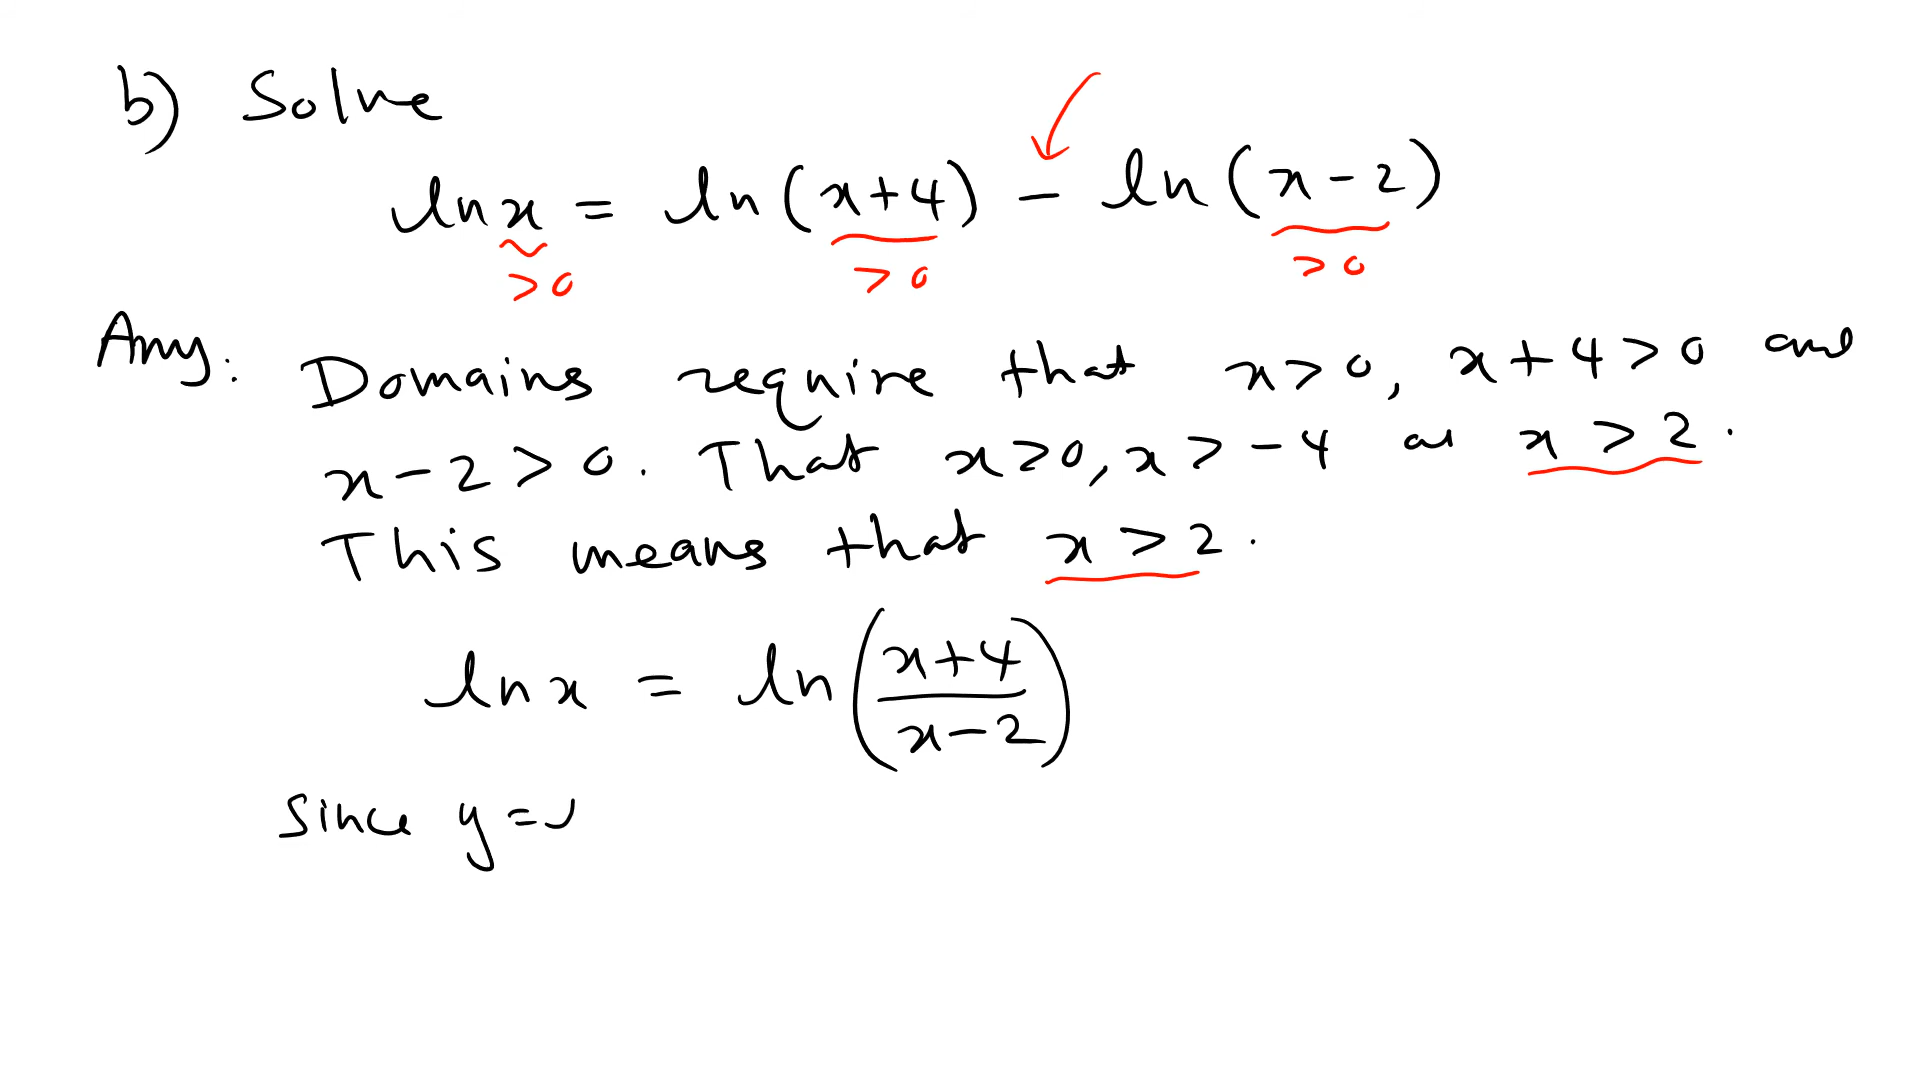 b) Solve
ln x = ln(x+4) - ln(x-2)
>0 >0 >0
Ans: Domains require that x>0, x+4>0 and
x-2>0. That x>0, x>-4 as x>2.
This means that x>2.
ln x = ln((x+4)/(x-2))
Since y=